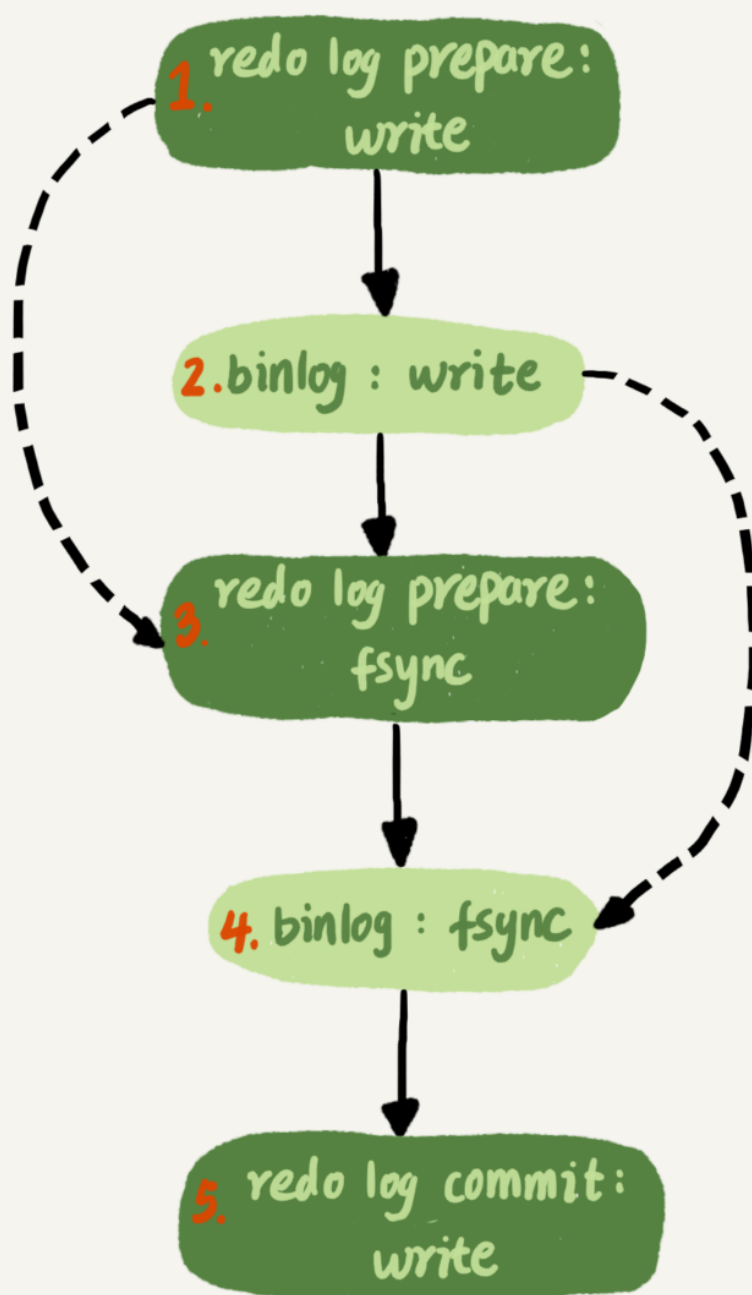 1. redo log prepare:
write
2. binlog : write
3. redo log prepare:
fsync
4. binlog : fsync
5. redo log commit:
write